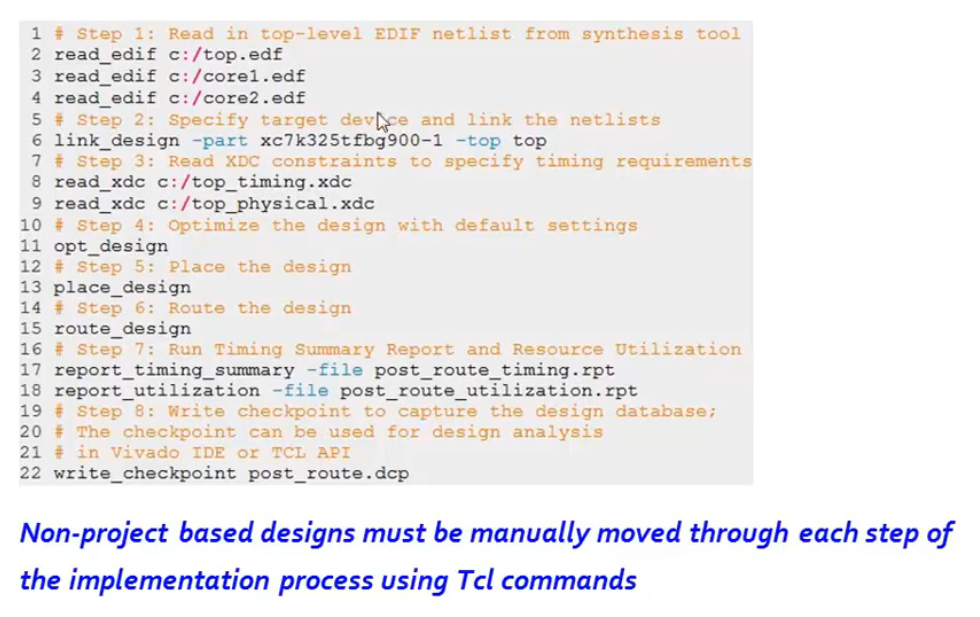 1 # Step 1: Read in top-level EDIF netlist from synthesis tool
2 read_edif c:/top.edf
3 read_edif c:/core1.edf
4 read_edif c:/core2.edf
5 # Step 2: Specify target device and link the netlists
6 link_design -part xc7k325tfbg900-1 -top top
7 # Step 3: Read XDC constraints to specify timing requirements
8 read_xdc c:/top_timing.xdc
9 read_xdc c:/top_physical.xdc
10 # Step 4: Optimize the design with default settings
11 opt_design
12 # Step 5: Place the design
13 place_design
14 # Step 6: Route the design
15 route_design
16 # Step 7: Run Timing Summary Report and Resource Utilization
17 report_timing_summary -file post_route_timing.rpt
18 report_utilization -file post_route_utilization.rpt
19 # Step 8: Write checkpoint to capture the design database;
20 # The checkpoint can be used for design analysis
21 # in Vivado IDE or TCL API
22 write_checkpoint post_route.dcp
Non-project based designs must be manually moved through each step of
the implementation process using Tcl commands